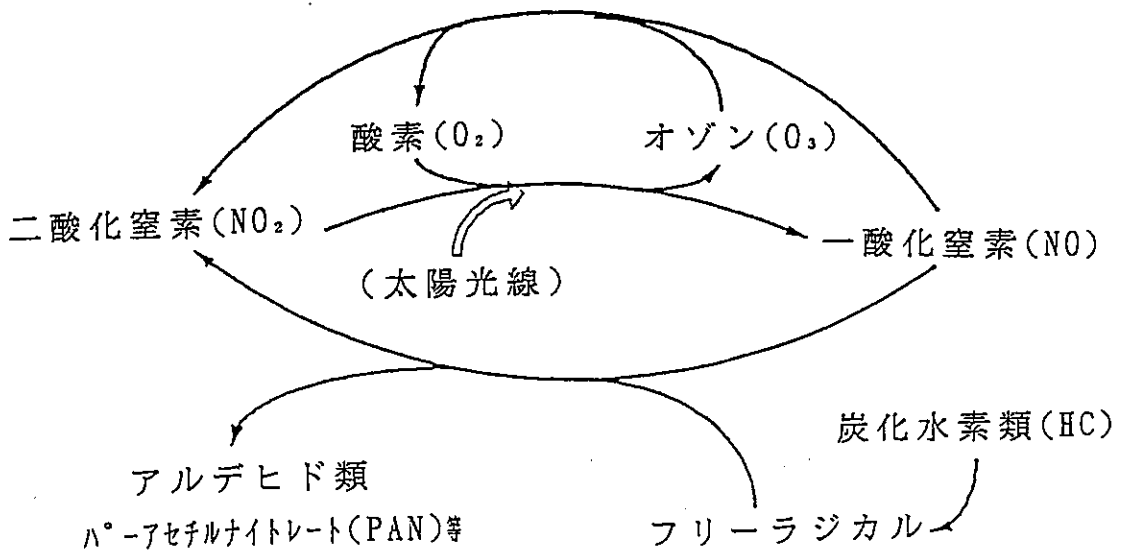 酸素(O₂)
オゾン(O₃)
二酸化窒素(NO₂)
一酸化窒素(NO)
(太陽光線)
炭化水素類(HC)
アルデヒド類
パーアセチルナイトレート(PAN)等
フリーラジカル